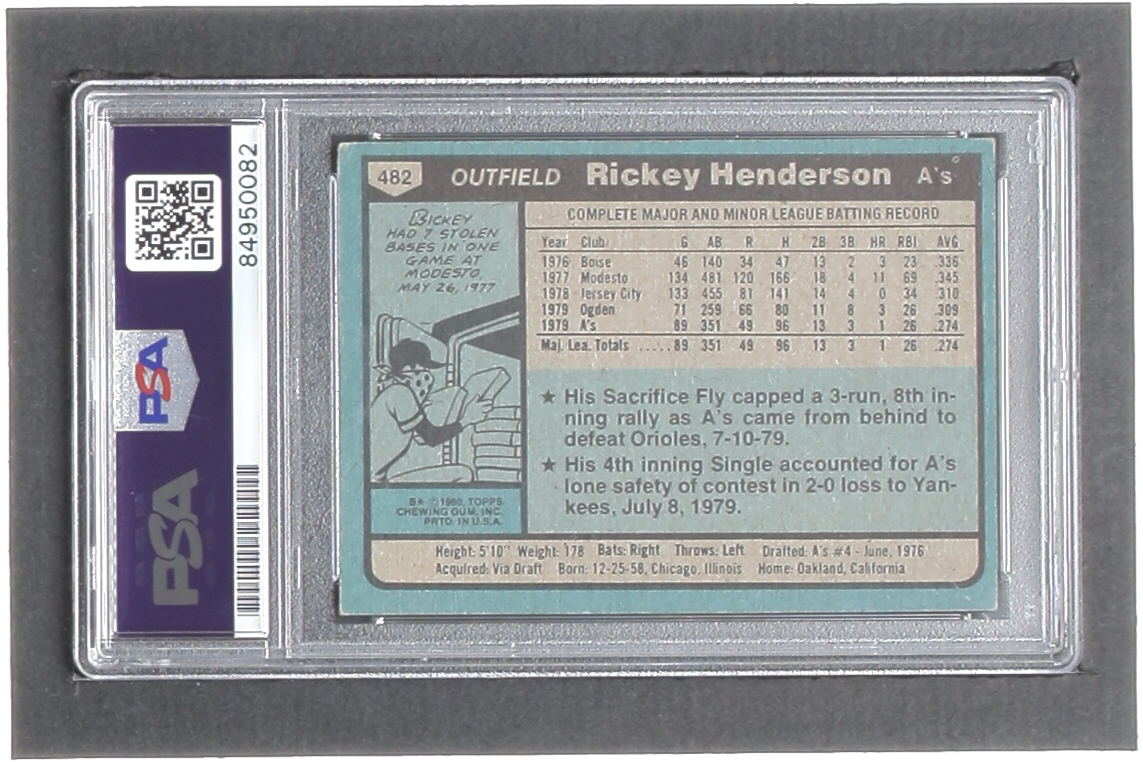 84950082
PSA
PSA
482 OUTFIELD Rickey Henderson A's
RICKEY
HAD 7 STOLEN
BASES IN ONE
GAME AT
MODESTO,
MAY 26, 1977
COMPLETE MAJOR AND MINOR LEAGUE BATTING RECORD
Year Club G AB R H 2B 3B HR RBI AVG
1976 Boise 46 140 34 47 13 2 3 23 .336
1977 Modesto 134 481 120 166 18 4 11 69 .345
1978 Jersey City 133 455 81 141 14 4 0 34 .310
1979 Ogden 71 259 66 80 11 8 3 26 .309
1979 A's 89 351 49 96 13 3 1 26 .274
Maj. Lea. Totals .....89 351 49 96 13 3 1 26 .274
★ His Sacrifice Fly capped a 3-run, 8th in-
ning rally as A's came from behind to
defeat Orioles, 7-10-79.
★ His 4th inning Single accounted for A's
lone safety of contest in 2-0 loss to Yan-
kees, July 8, 1979.
B* ©1980, TOPPS
CHEWING GUM, INC.
PRTD. IN U.S.A.
Height: 5'10" Weight: 178 Bats: Right Throws: Left Drafted: A's #4 - June, 1976
Acquired: Via Draft Born: 12-25-58, Chicago, Illinois Home: Oakland, California